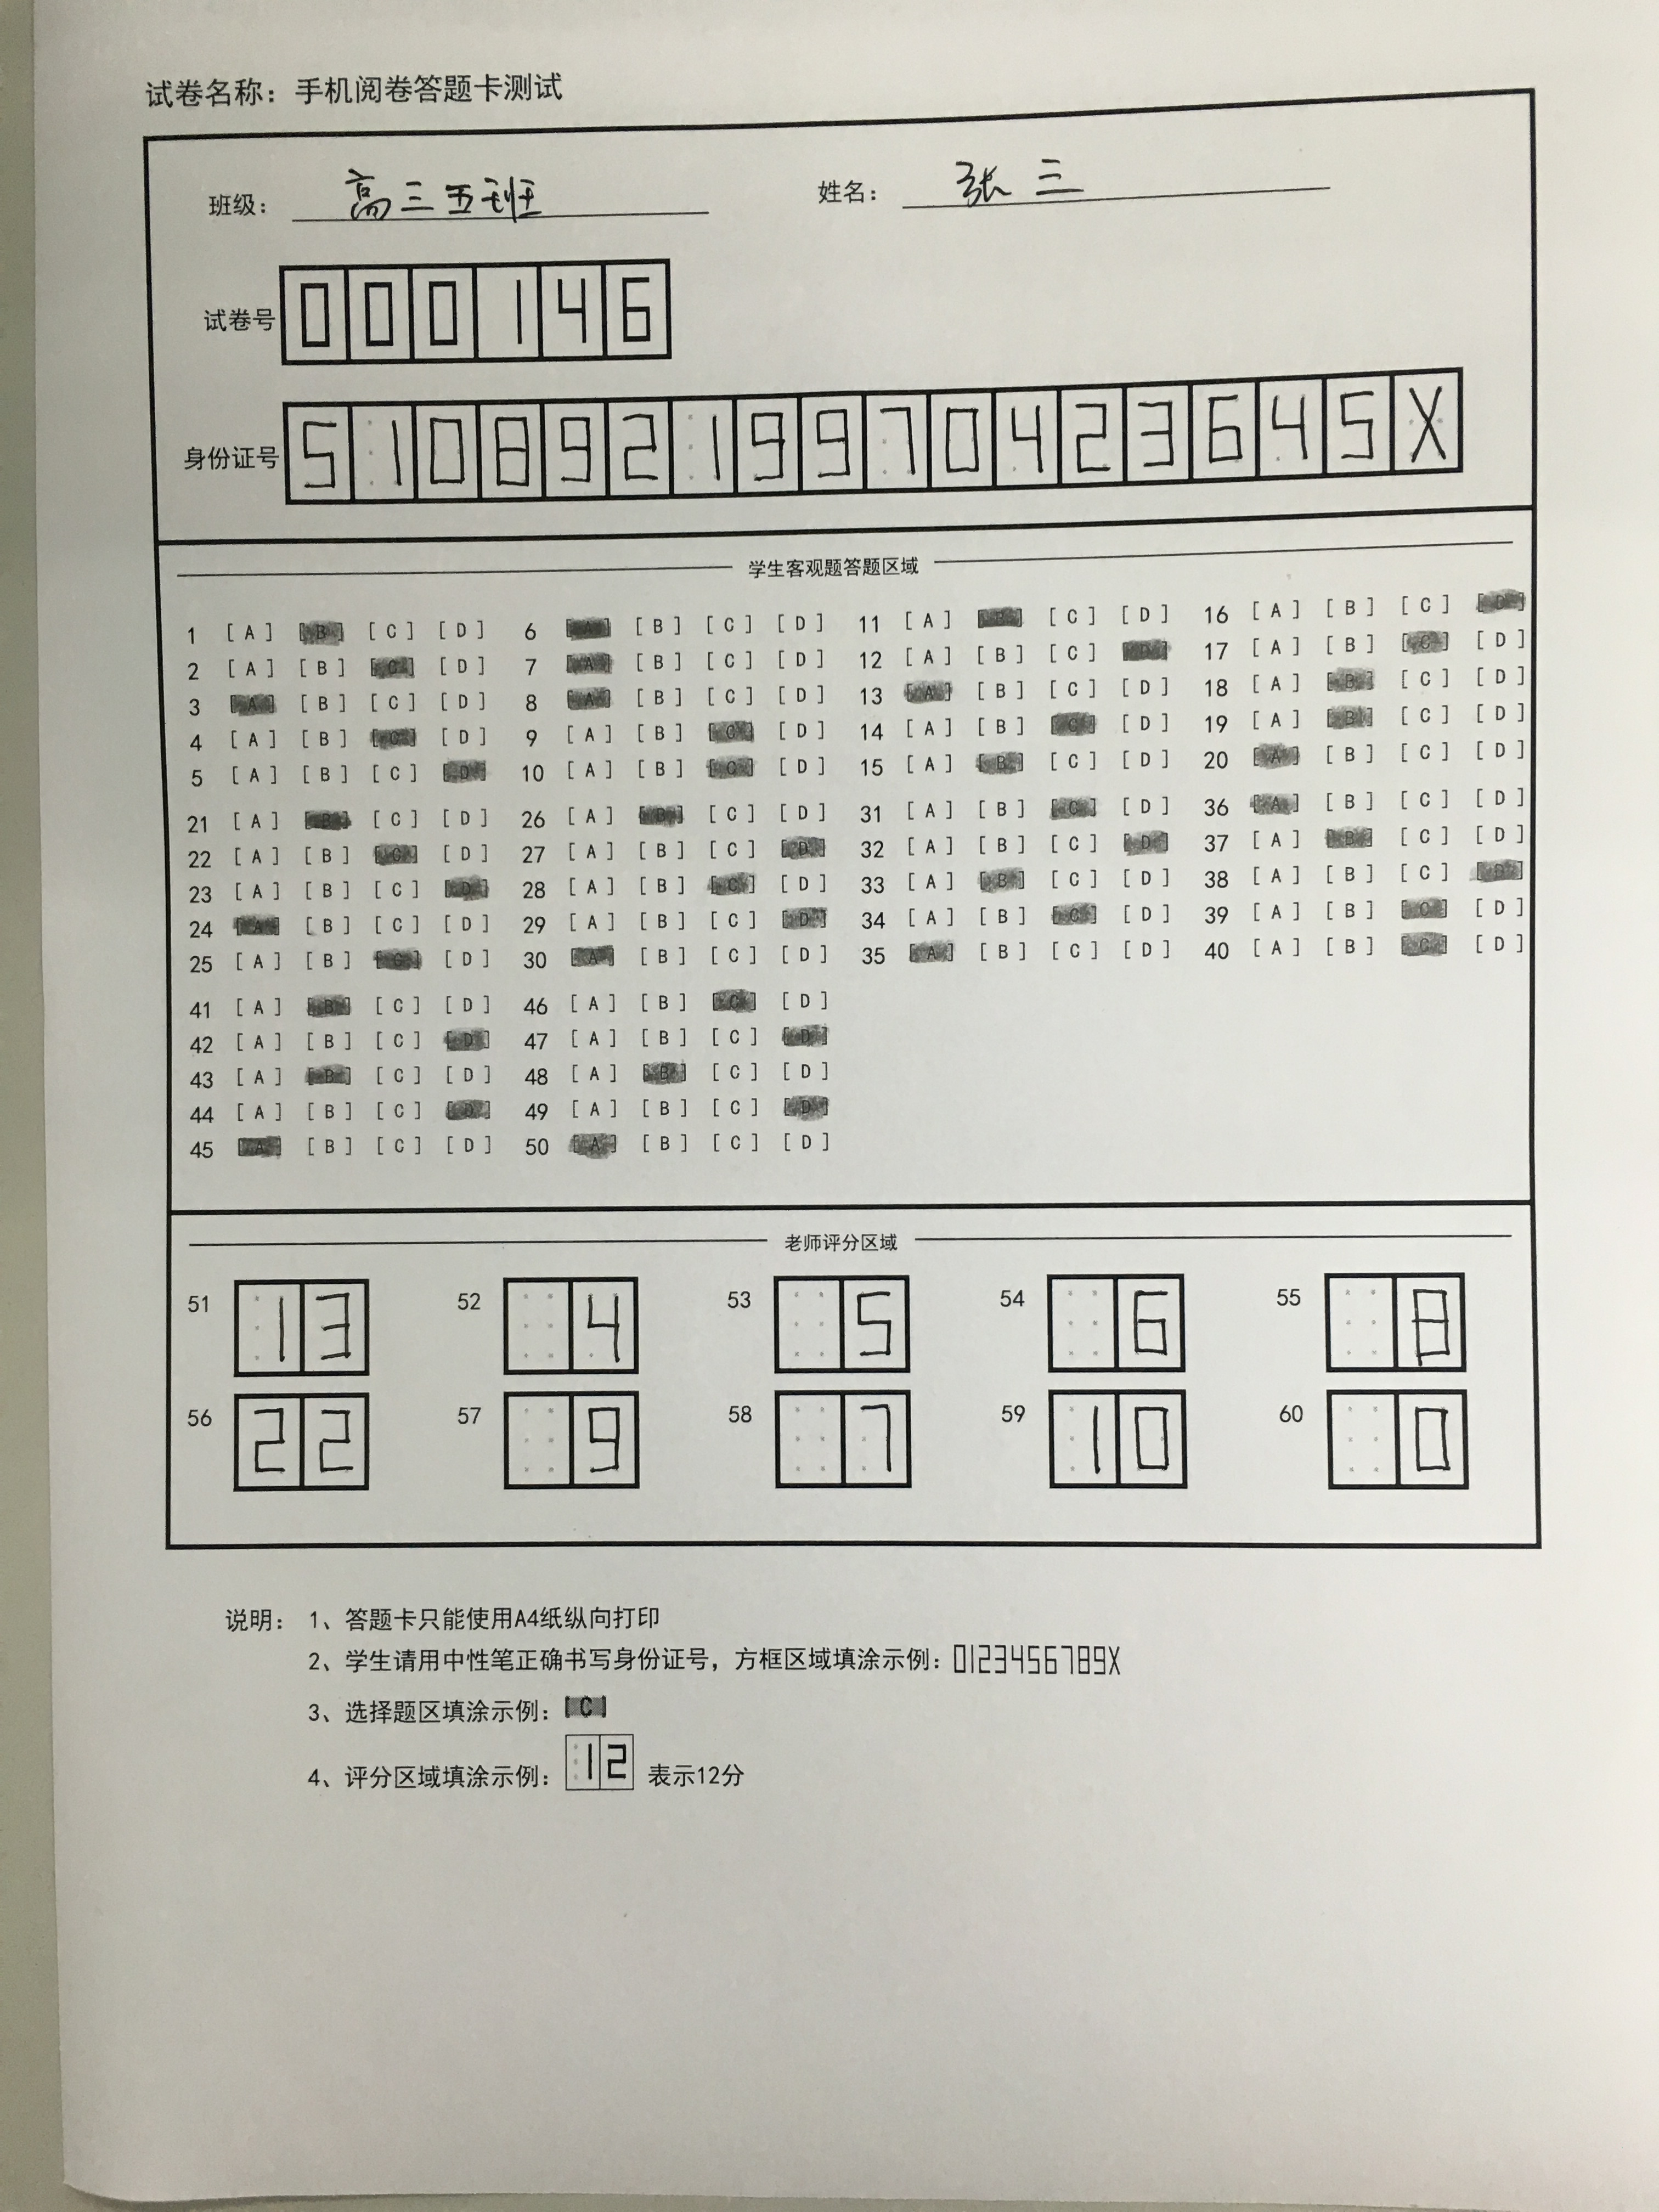 试卷名称：手机阅卷答题卡测试
班级： 高三五班 姓名： 张三
试卷号 000146
身份证号 51089219970423645X
学生客观题答题区域
1 [A] [B] [C] [D] 6 [A] [B] [C] [D] 11 [A] [B] [C] [D] 16 [A] [B] [C] [D]
2 [A] [B] [C] [D] 7 [A] [B] [C] [D] 12 [A] [B] [C] [D] 17 [A] [B] [C] [D]
3 [A] [B] [C] [D] 8 [A] [B] [C] [D] 13 [A] [B] [C] [D] 18 [A] [B] [C] [D]
4 [A] [B] [C] [D] 9 [A] [B] [C] [D] 14 [A] [B] [C] [D] 19 [A] [B] [C] [D]
5 [A] [B] [C] [D] 10 [A] [B] [C] [D] 15 [A] [B] [C] [D] 20 [A] [B] [C] [D]
21 [A] [B] [C] [D] 26 [A] [B] [C] [D] 31 [A] [B] [C] [D] 36 [A] [B] [C] [D]
22 [A] [B] [C] [D] 27 [A] [B] [C] [D] 32 [A] [B] [C] [D] 37 [A] [B] [C] [D]
23 [A] [B] [C] [D] 28 [A] [B] [C] [D] 33 [A] [B] [C] [D] 38 [A] [B] [C] [D]
24 [A] [B] [C] [D] 29 [A] [B] [C] [D] 34 [A] [B] [C] [D] 39 [A] [B] [C] [D]
25 [A] [B] [C] [D] 30 [A] [B] [C] [D] 35 [A] [B] [C] [D] 40 [A] [B] [C] [D]
41 [A] [B] [C] [D] 46 [A] [B] [C] [D]
42 [A] [B] [C] [D] 47 [A] [B] [C] [D]
43 [A] [B] [C] [D] 48 [A] [B] [C] [D]
44 [A] [B] [C] [D] 49 [A] [B] [C] [D]
45 [A] [B] [C] [D] 50 [A] [B] [C] [D]
老师评分区域
51 13 52 4 53 5 54 6 55 8
56 22 57 9 58 7 59 10 60 0
说明： 1、答题卡只能使用A4纸纵向打印
2、学生请用中性笔正确书写身份证号，方框区域填涂示例：0123456789X
3、选择题区填涂示例：[C]
4、评分区域填涂示例：12 表示12分